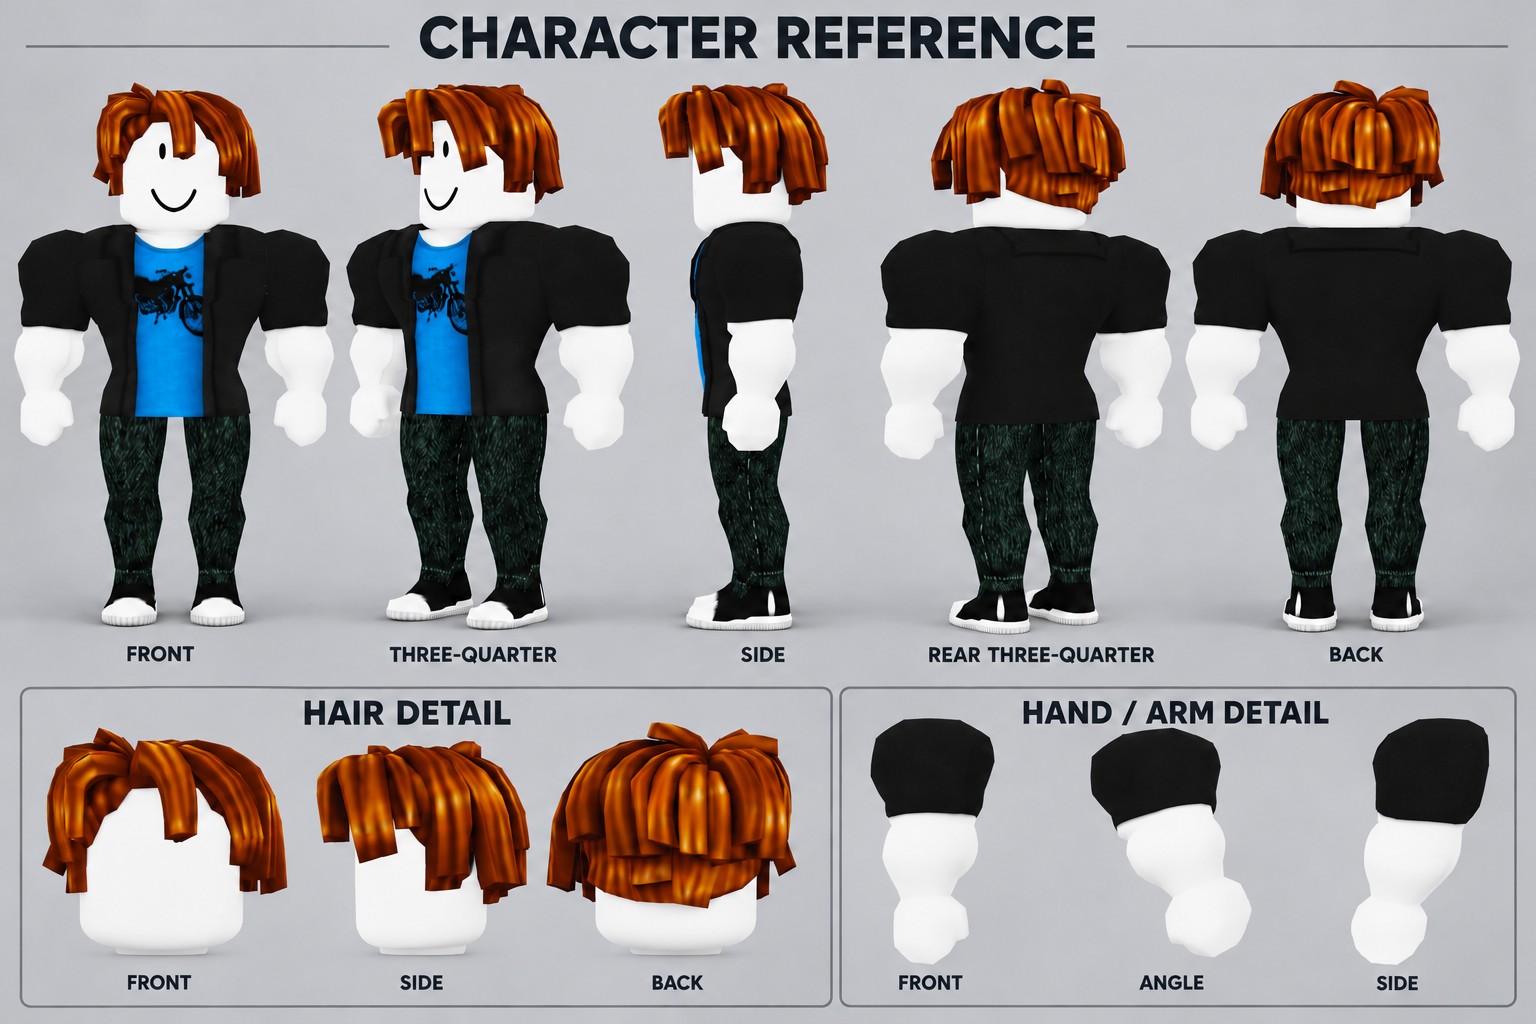 CHARACTER REFERENCE
FRONT
THREE-QUARTER
SIDE
REAR THREE-QUARTER
BACK
HAIR DETAIL
FRONT
SIDE
BACK
HAND / ARM DETAIL
FRONT
ANGLE
SIDE